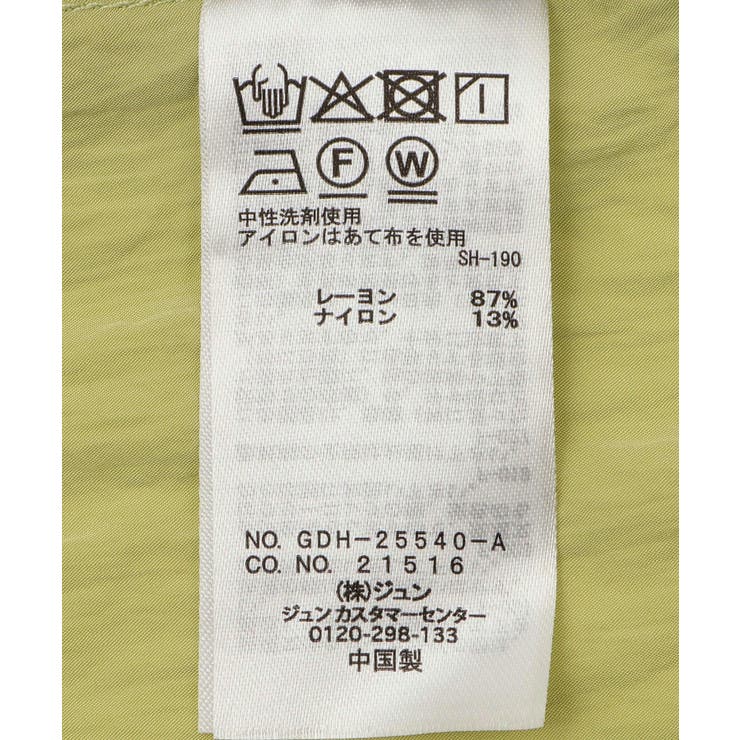 F W
中性洗剤使用
アイロンはあて布を使用
SH-190
レーヨン 87%
ナイロン 13%
NO. GDH-25540-A
CO. NO. 21516
(株)ジュン
ジュン カスタマーセンター
0120-298-133
中国製